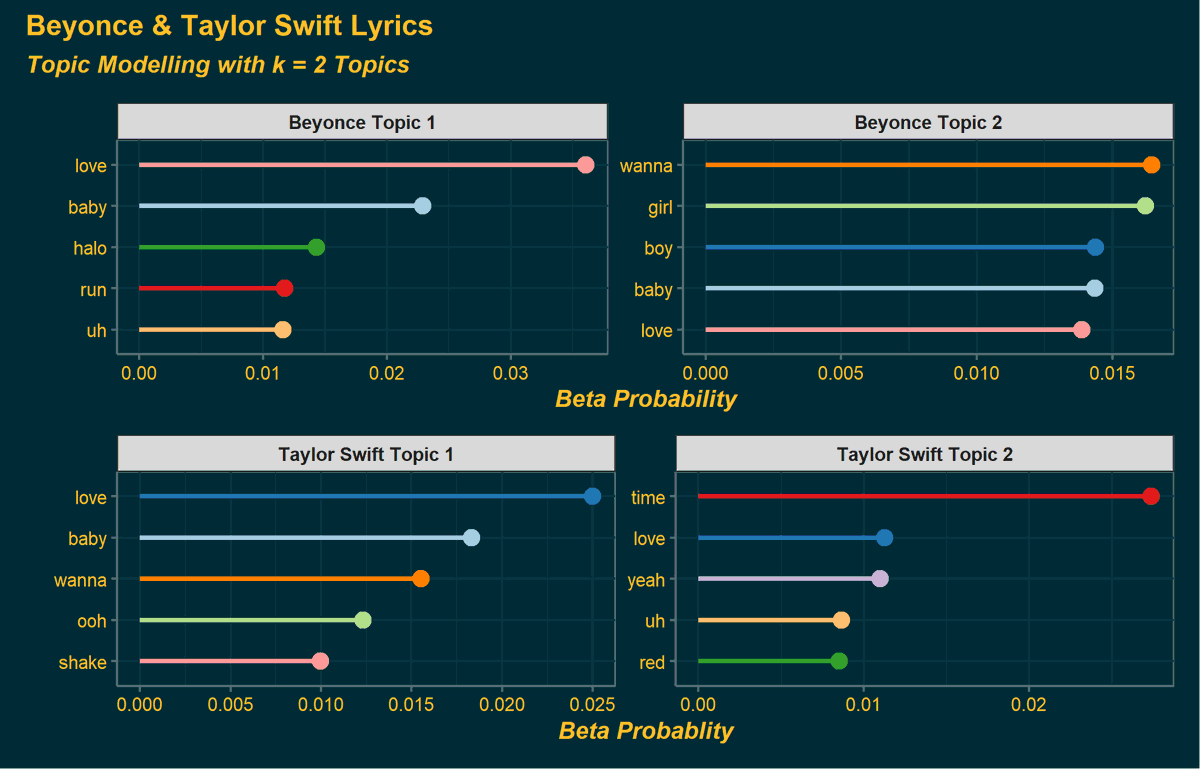 Beyonce & Taylor Swift Lyrics
Topic Modelling with k = 2 Topics
Beyonce Topic 1
love
baby
halo
run
uh
0.00 0.01 0.02 0.03
Beyonce Topic 2
wanna
girl
boy
baby
love
0.000 0.005 0.010 0.015
Beta Probability
Taylor Swift Topic 1
love
baby
wanna
ooh
shake
0.000 0.005 0.010 0.015 0.020 0.025
Taylor Swift Topic 2
time
love
yeah
uh
red
0.00 0.01 0.02
Beta Probablity